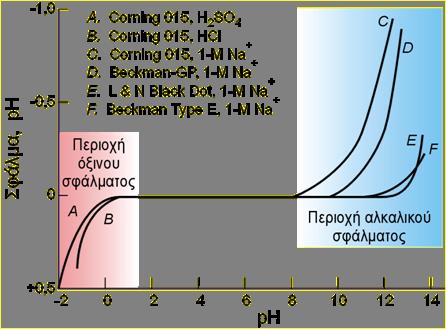 -1,0
-0,5
0
+0,5
Σφάλμα, pH
A. Corning 015, H₂SO₄
B. Corning 015, HCl
C. Corning 015, 1-M Na⁺
D. Beckman-GP, 1-M Na⁺
E. L & N Black Dot, 1-M Na⁺
F. Beckman Type E, 1-M Na⁺
Περιοχή
όξινου
σφάλματος
A
B
C
D
E
F
Περιοχή αλκαλικού
σφάλματος
-2 0 2 4 6 8 10 12 14
pH